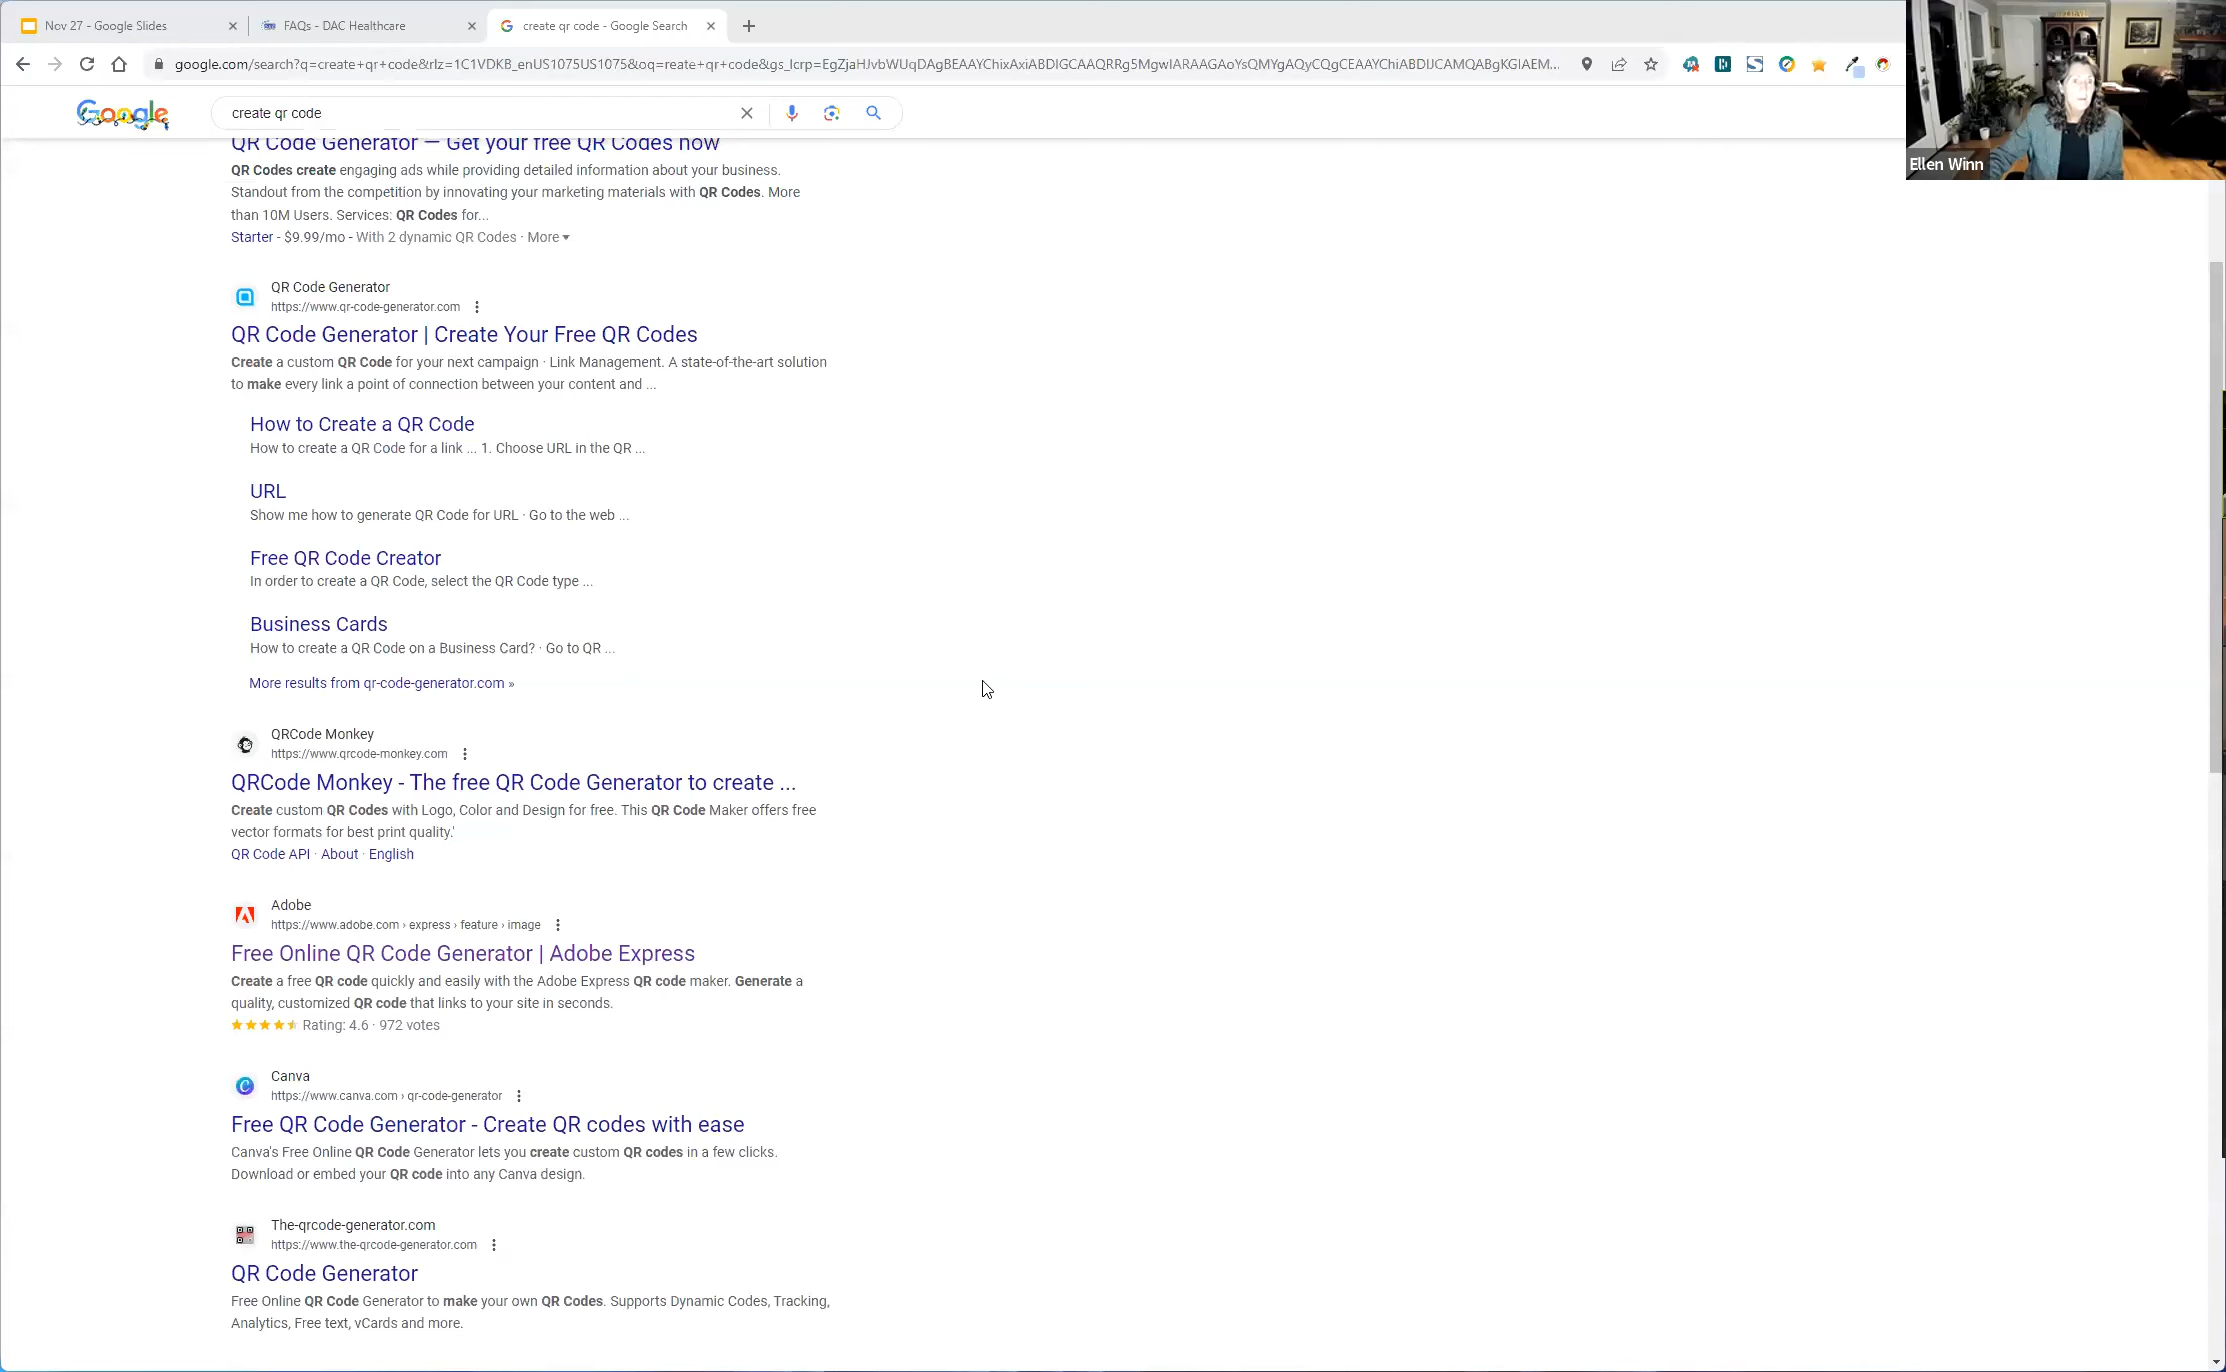 Nov 27 - Google Slides
FAQs - DAC Healthcare
create qr code - Google Search
google.com/search?q=create+qr+code&rlz=1C1VDKB_enUS1075US1075&oq=reate+qr+code&gs_lcrp=
Google
create qr code
Ellen Winn
QR Code Generator — Get your free QR Codes now
QR Codes create engaging ads while providing detailed information about your business.
Standout from the competition by innovating your marketing materials with QR Codes. More
than 10M Users. Services: QR Codes for...
Starter - $9.99/mo - With 2 dynamic QR Codes · More
QR Code Generator
https://www.qr-code-generator.com
QR Code Generator | Create Your Free QR Codes
Create a custom QR Code for your next campaign · Link Management. A state-of-the-art solution
to make every link a point of connection between your content and ...
How to Create a QR Code
How to create a QR Code for a link ... 1. Choose URL in the QR ...
URL
Show me how to generate QR Code for URL · Go to the web ...
Free QR Code Creator
In order to create a QR Code, select the QR Code type ...
Business Cards
How to create a QR Code on a Business Card? · Go to QR ...
More results from qr-code-generator.com »
QRCode Monkey
https://www.qrcode-monkey.com
QRCode Monkey - The free QR Code Generator to create ...
Create custom QR Codes with Logo, Color and Design for free. This QR Code Maker offers free
vector formats for best print quality.'
QR Code API · About · English
Adobe
https://www.adobe.com › express › feature › image
Free Online QR Code Generator | Adobe Express
Create a free QR code quickly and easily with the Adobe Express QR code maker. Generate a
quality, customized QR code that links to your site in seconds.
Rating: 4.6 · 972 votes
Canva
https://www.canva.com › qr-code-generator
Free QR Code Generator - Create QR codes with ease
Canva's Free Online QR Code Generator lets you create custom QR codes in a few clicks.
Download or embed your QR code into any Canva design.
The-qrcode-generator.com
https://www.the-qrcode-generator.com
QR Code Generator
Free Online QR Code Generator to make your own QR Codes. Supports Dynamic Codes, Tracking,
Analytics, Free text, vCards and more.